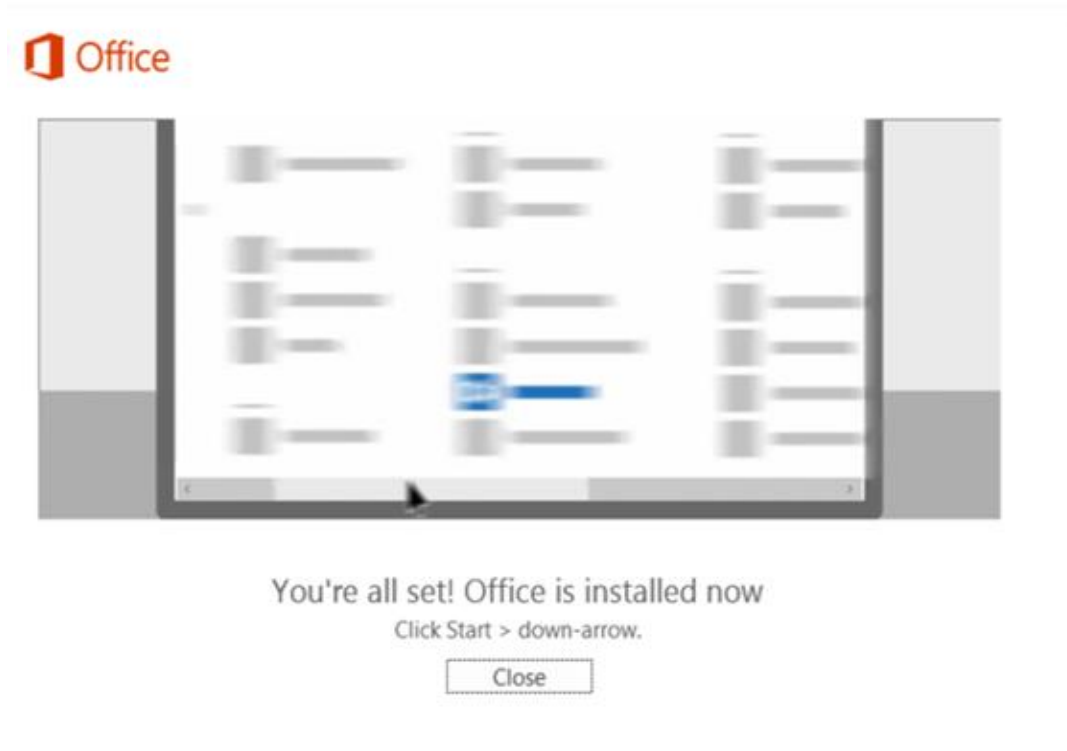 Office
You're all set! Office is installed now
Click Start > down-arrow.
Close